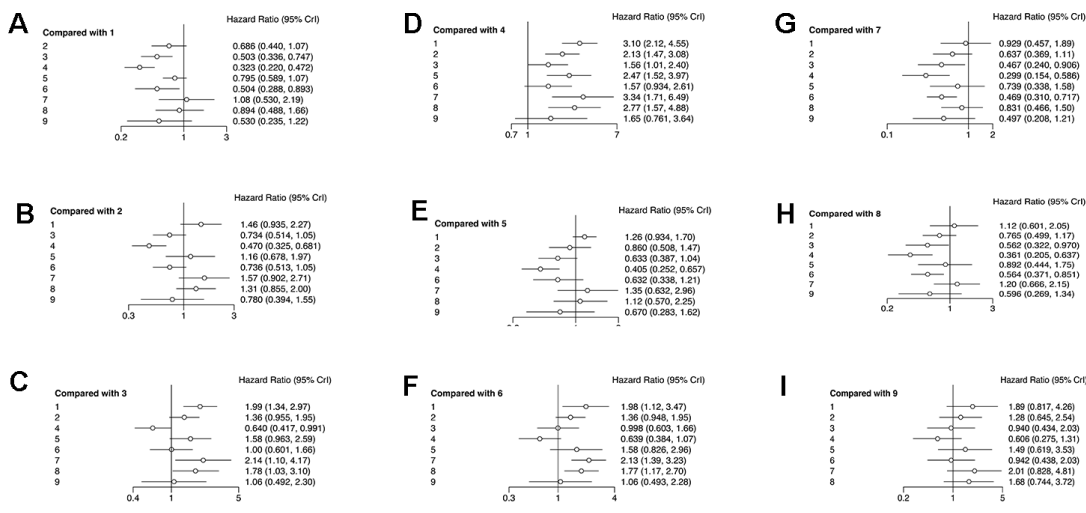 A
Hazard Ratio (95% CrI)
Compared with 1
2 0.686 (0.440, 1.07)
3 0.503 (0.336, 0.747)
4 0.323 (0.220, 0.472)
5 0.795 (0.589, 1.07)
6 0.504 (0.288, 0.893)
7 1.08 (0.530, 2.19)
8 0.894 (0.488, 1.66)
9 0.530 (0.235, 1.22)
0.2 1 3
B
Hazard Ratio (95% CrI)
Compared with 2
1 1.46 (0.935, 2.27)
3 0.734 (0.514, 1.05)
4 0.470 (0.325, 0.681)
5 1.16 (0.678, 1.97)
6 0.736 (0.513, 1.05)
7 1.57 (0.902, 2.71)
8 1.31 (0.855, 2.00)
9 0.780 (0.394, 1.55)
0.3 1 3
C
Hazard Ratio (95% CrI)
Compared with 3
1 1.99 (1.34, 2.97)
2 1.36 (0.955, 1.95)
4 0.640 (0.417, 0.991)
5 1.58 (0.963, 2.59)
6 1.00 (0.601, 1.66)
7 2.14 (1.10, 4.17)
8 1.78 (1.03, 3.10)
9 1.06 (0.492, 2.30)
0.4 1 5
D
Hazard Ratio (95% CrI)
Compared with 4
1 3.10 (2.12, 4.55)
2 2.13 (1.47, 3.08)
3 1.56 (1.01, 2.40)
5 2.47 (1.52, 3.97)
6 1.57 (0.934, 2.61)
7 3.34 (1.71, 6.49)
8 2.77 (1.57, 4.88)
9 1.65 (0.761, 3.64)
0.7 1 7
E
Hazard Ratio (95% CrI)
Compared with 5
1 1.26 (0.934, 1.70)
2 0.860 (0.508, 1.47)
3 0.633 (0.387, 1.04)
4 0.405 (0.252, 0.657)
6 0.632 (0.338, 1.21)
7 1.35 (0.632, 2.96)
8 1.12 (0.570, 2.25)
9 0.670 (0.283, 1.62)
1
F
Hazard Ratio (95% CrI)
Compared with 6
1 1.98 (1.12, 3.47)
2 1.36 (0.948, 1.95)
3 0.998 (0.603, 1.66)
4 0.639 (0.384, 1.07)
5 1.58 (0.826, 2.96)
7 2.13 (1.39, 3.23)
8 1.77 (1.17, 2.70)
9 1.06 (0.493, 2.28)
0.3 1 4
G
Hazard Ratio (95% CrI)
Compared with 7
1 0.929 (0.457, 1.89)
2 0.637 (0.369, 1.11)
3 0.467 (0.240, 0.906)
4 0.299 (0.154, 0.586)
5 0.739 (0.338, 1.58)
6 0.469 (0.310, 0.717)
8 0.831 (0.466, 1.50)
9 0.497 (0.208, 1.21)
0.1 1 2
H
Hazard Ratio (95% CrI)
Compared with 8
1 1.12 (0.601, 2.05)
2 0.765 (0.499, 1.17)
3 0.562 (0.322, 0.970)
4 0.361 (0.205, 0.637)
5 0.892 (0.444, 1.75)
6 0.564 (0.371, 0.851)
7 1.20 (0.666, 2.15)
9 0.596 (0.269, 1.34)
0.2 1 3
I
Hazard Ratio (95% CrI)
Compared with 9
1 1.89 (0.817, 4.26)
2 1.28 (0.645, 2.54)
3 0.940 (0.434, 2.03)
4 0.606 (0.275, 1.31)
5 1.49 (0.619, 3.53)
6 0.942 (0.438, 2.03)
7 2.01 (0.828, 4.81)
8 1.68 (0.744, 3.72)
0.2 1 5